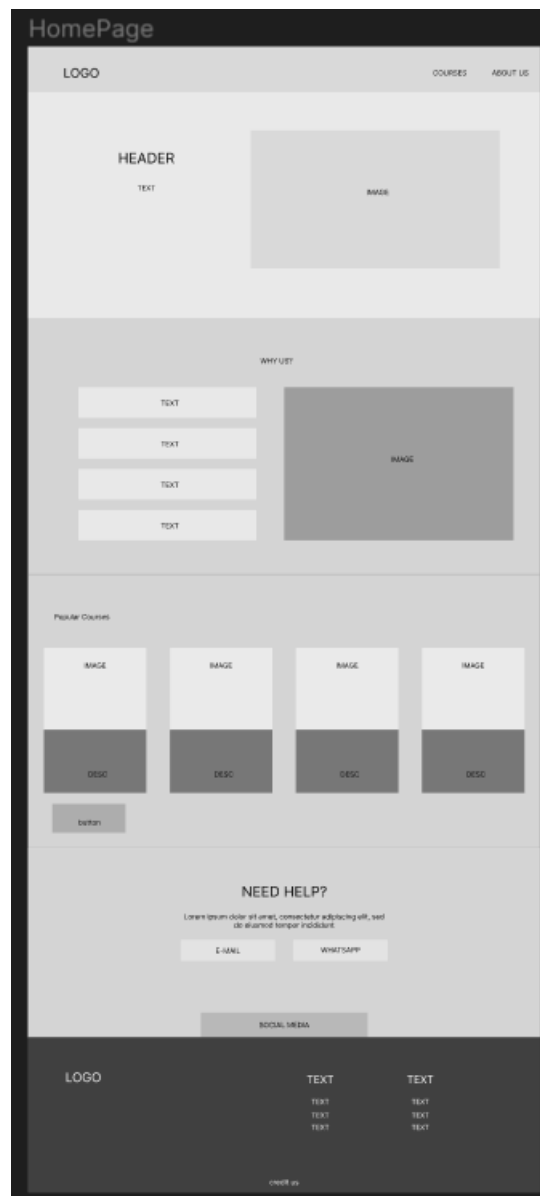 HomePage
LOGO
COURSES
ABOUT US
HEADER
TEXT
IMAGE
WHY US?
TEXT
TEXT
TEXT
TEXT
IMAGE
Popular Courses
IMAGE
IMAGE
IMAGE
IMAGE
DESC
DESC
DESC
DESC
button
NEED HELP?
Lorem ipsum dolor sit amet, consectetur adipiscing elit, sed
do eiusmod tempor incididunt
E-MAIL
WHATSAPP
SOCIAL MEDIA
LOGO
TEXT
TEXT
TEXT
TEXT
TEXT
TEXT
TEXT
TEXT
credit us